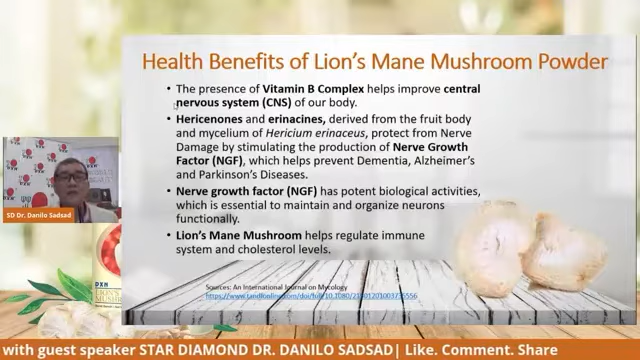 Health Benefits of Lion's Mane Mushroom Powder
• The presence of Vitamin B Complex helps improve central
nervous system (CNS) of our body.
• Hericenones and erinacines, derived from the fruit body
and mycelium of Hericium erinaceus, protect from Nerve
Damage by stimulating the production of Nerve Growth
Factor (NGF), which helps prevent Dementia, Alzheimer's
and Parkinson's Diseases.
• Nerve growth factor (NGF) has potent biological activities,
which is essential to maintain and organize neurons
functionally.
• Lion's Mane Mushroom helps regulate immune
system and cholesterol levels.
Sources: An International Journal on Mycology
SD Dr. Danilo Sadsad
DXN
with guest speaker STAR DIAMOND DR. DANILO SADSAD| Like. Comment. Share